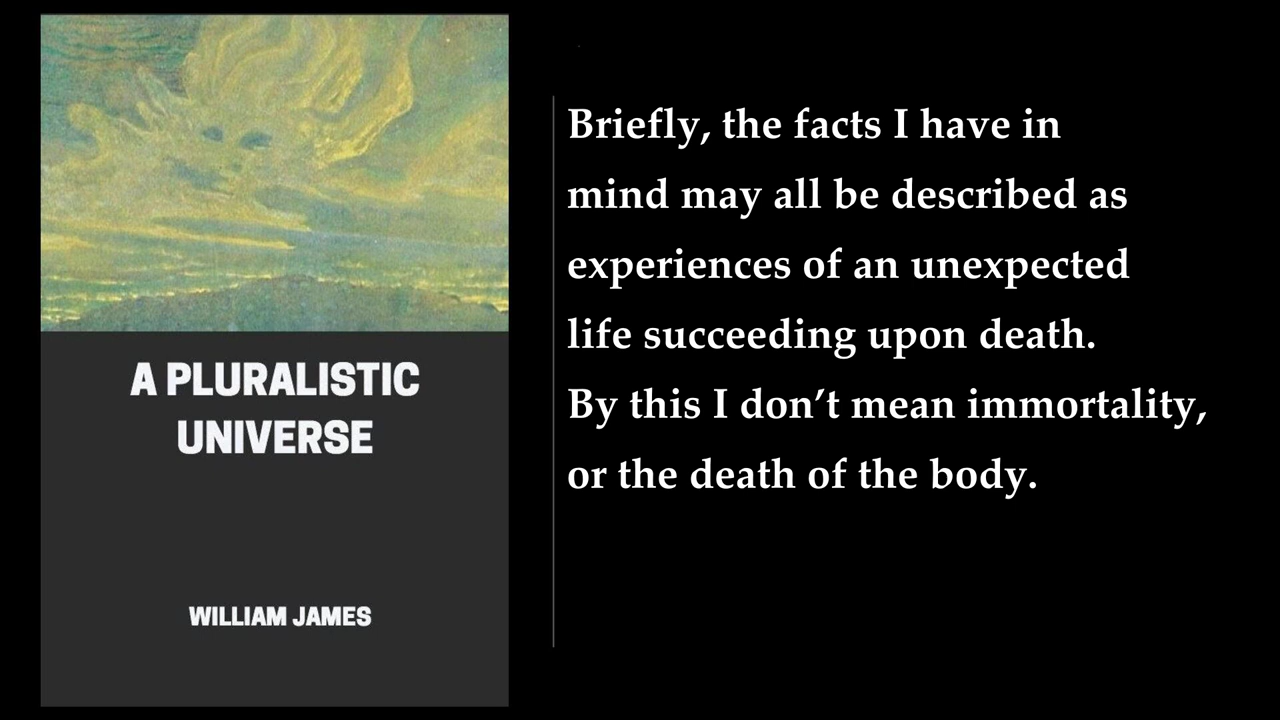 A PLURALISTIC
UNIVERSE
WILLIAM JAMES
Briefly, the facts I have in
mind may all be described as
experiences of an unexpected
life succeeding upon death.
By this I don’t mean immortality,
or the death of the body.